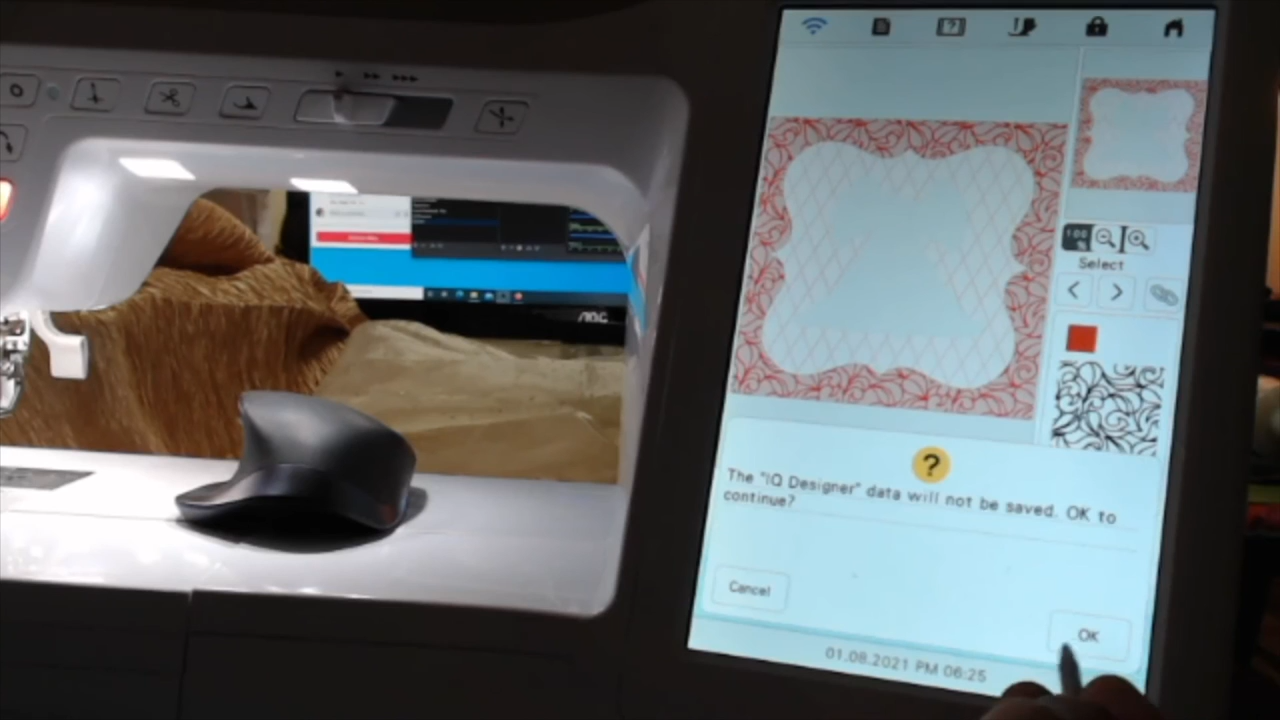 100
%
Select
The "IQ Designer" data will not be saved. OK to
continue?
Cancel
OK
01.08.2021 PM 06:25
AOC